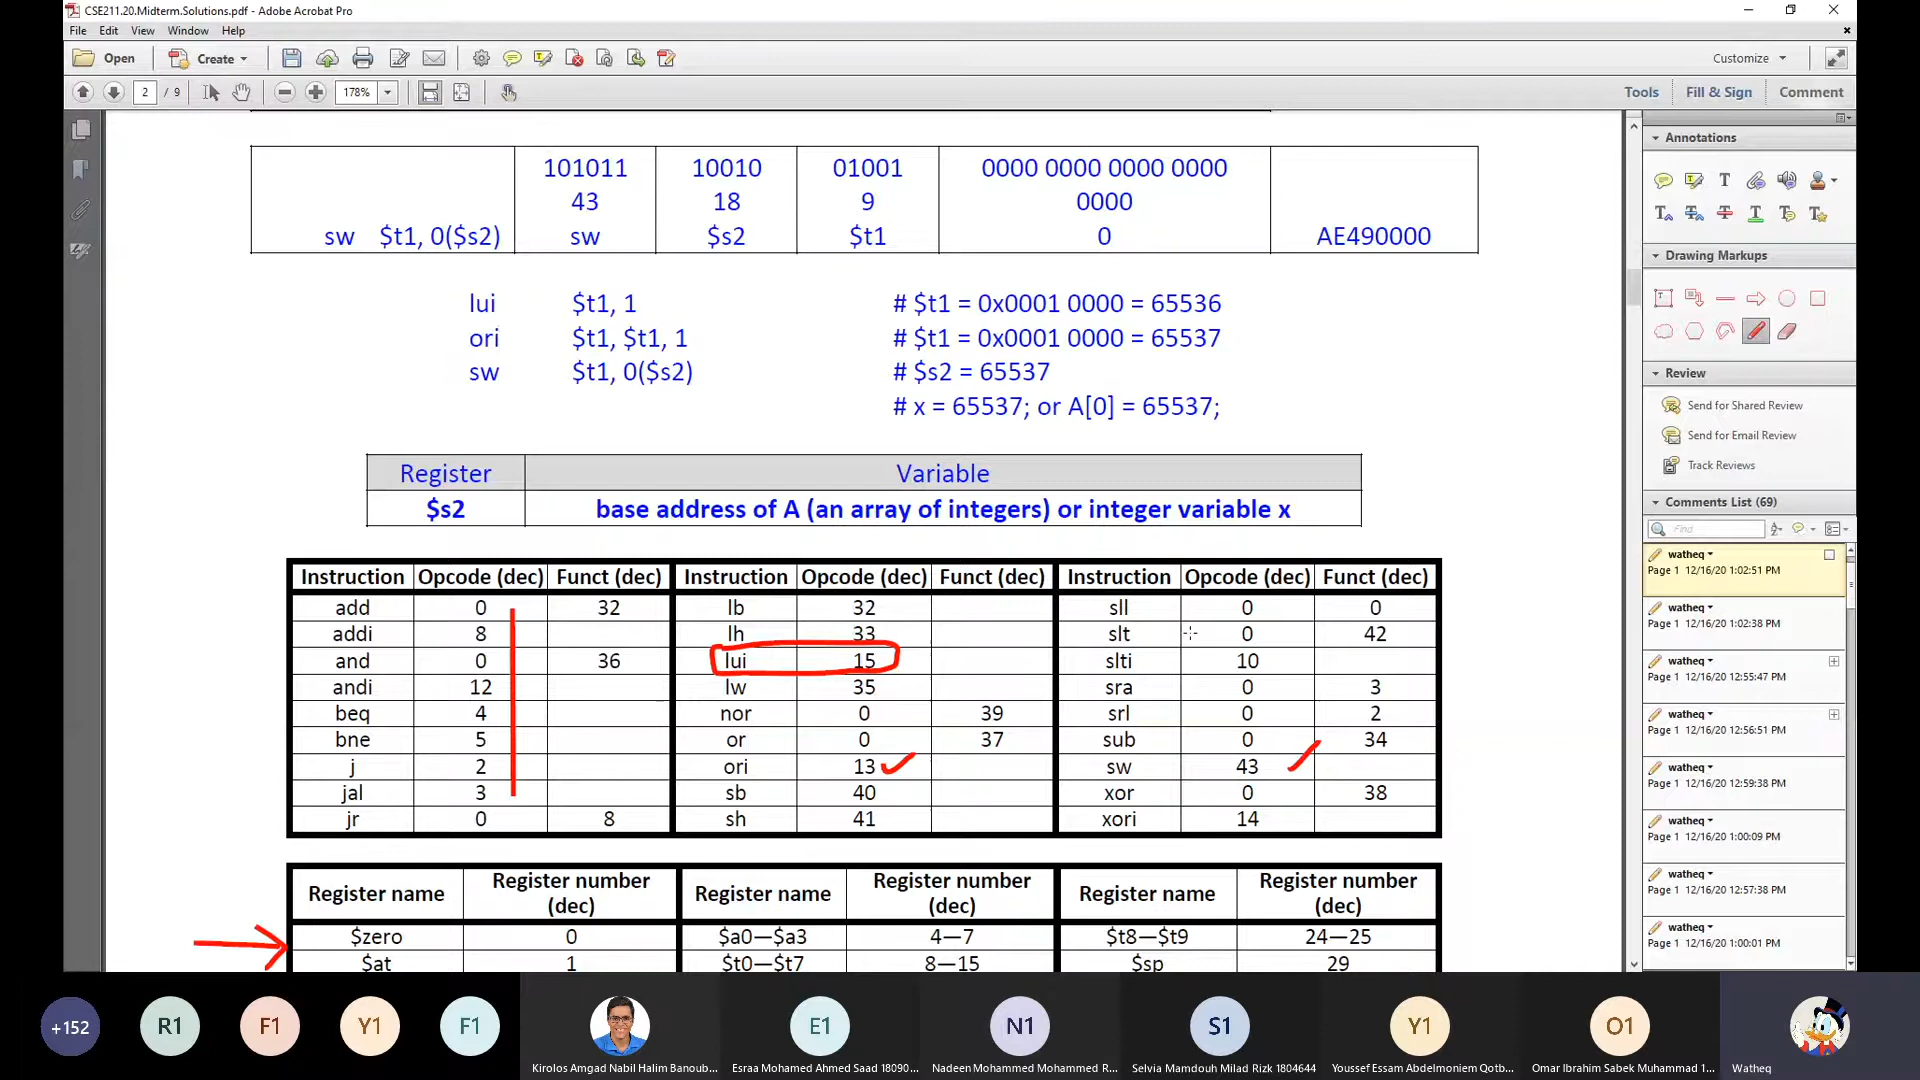 CSE211.20.Midterm.Solutions.pdf - Adobe Acrobat Pro
File Edit View Window Help
Open Create Customize
2 / 9 178% Tools Fill & Sign Comment
101011 10010 01001 0000 0000 0000 0000
43 18 9 0000
sw $t1, 0($s2) sw $s2 $t1 0 AE490000
lui $t1, 1 # $t1 = 0x0001 0000 = 65536
ori $t1, $t1, 1 # $t1 = 0x0001 0000 = 65537
sw $t1, 0($s2) # $s2 = 65537
# x = 65537; or A[0] = 65537;
Register Variable
$s2 base address of A (an array of integers) or integer variable x
Instruction Opcode (dec) Funct (dec) Instruction Opcode (dec) Funct (dec) Instruction Opcode (dec) Funct (dec)
add 0 32 lb 32 sll 0 0
addi 8 lh 33 slt 0 42
and 0 36 lui 15 slti 10
andi 12 lw 35 sra 0 3
beq 4 nor 0 39 srl 0 2
bne 5 or 0 37 sub 0 34
j 2 ori 13 sw 43
jal 3 sb 40 xor 0 38
jr 0 8 sh 41 xori 14
Register name Register number (dec) Register name Register number (dec) Register name Register number (dec)
$zero 0 $a0—$a3 4—7 $t8—$t9 24—25
$at 1 $t0—$t7 8—15 $sp 29
Annotations
Drawing Markups
Review
Send for Shared Review
Send for Email Review
Track Reviews
Comments List (69)
Find
watheq
Page 1 12/16/20 1:02:51 PM
watheq
Page 1 12/16/20 1:02:38 PM
watheq
Page 1 12/16/20 12:55:47 PM
watheq
Page 1 12/16/20 12:56:51 PM
watheq
Page 1 12/16/20 12:59:38 PM
watheq
Page 1 12/16/20 1:00:09 PM
watheq
Page 1 12/16/20 12:57:38 PM
watheq
Page 1 12/16/20 1:00:01 PM
+152 R1 F1 Y1 F1 E1 N1 S1 Y1 O1
Kirolos Amgad Nabil Halim Banoub... Esraa Mohamed Ahmed Saad 18090... Nadeen Mohammed Mohammed R... Selvia Mamdouh Milad Rizk 1804644 Youssef Essam Abdelmoniem Qotb... Omar Ibrahim Sabek Muhammad 1... Watheq